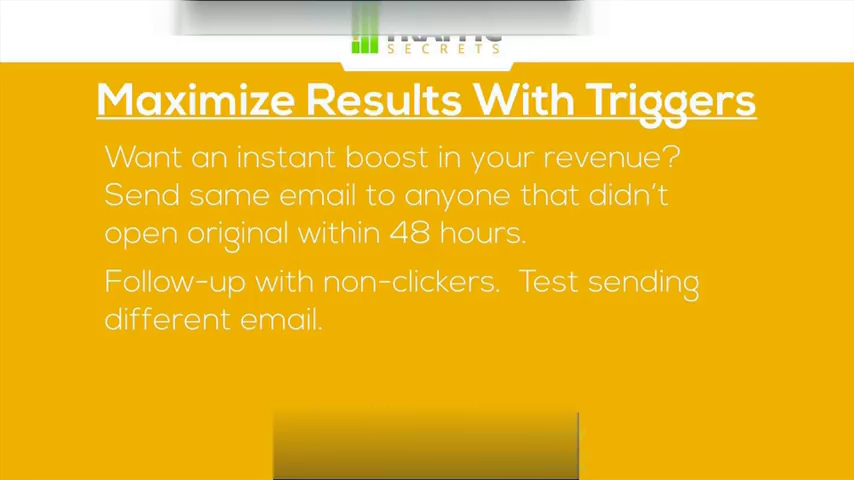 SECRETS
Maximize Results With Triggers
Want an instant boost in your revenue?
Send same email to anyone that didn't
open original within 48 hours.
Follow-up with non-clickers. Test sending
different email.